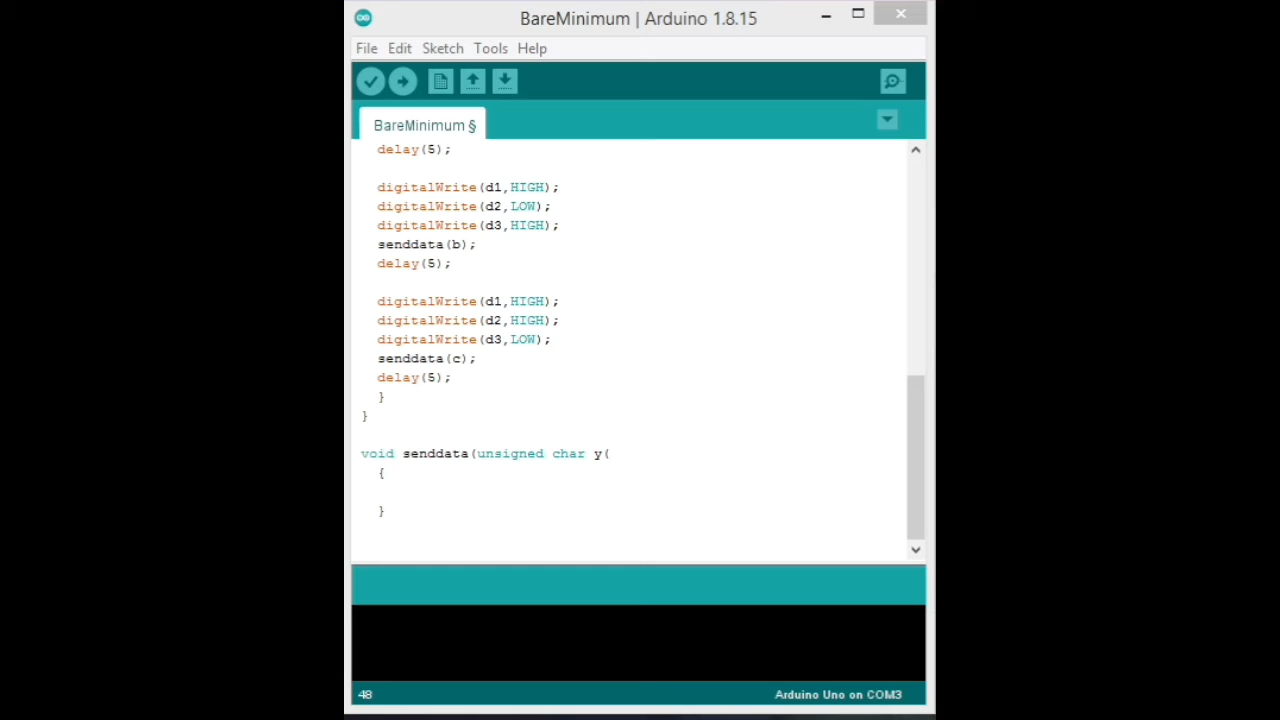 BareMinimum | Arduino 1.8.15
File Edit Sketch Tools Help
BareMinimum §
delay(5);
digitalWrite(d1,HIGH);
digitalWrite(d2,LOW);
digitalWrite(d3,HIGH);
senddata(b);
delay(5);
digitalWrite(d1,HIGH);
digitalWrite(d2,HIGH);
digitalWrite(d3,LOW);
senddata(c);
delay(5);
}
}
void senddata(unsigned char y(
{
}
48
Arduino Uno on COM3